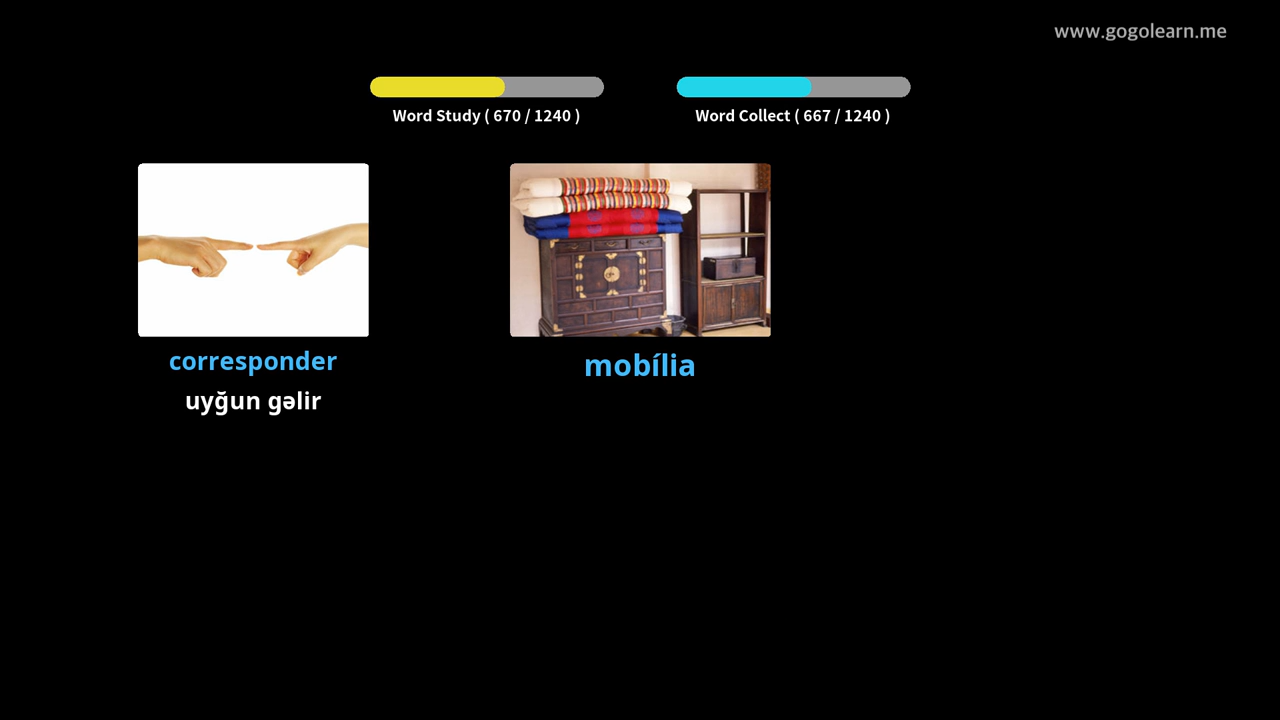 www.gogolearn.me
Word Study ( 670 / 1240 )
Word Collect ( 667 / 1240 )
corresponder
uyğun gəlir
mobília